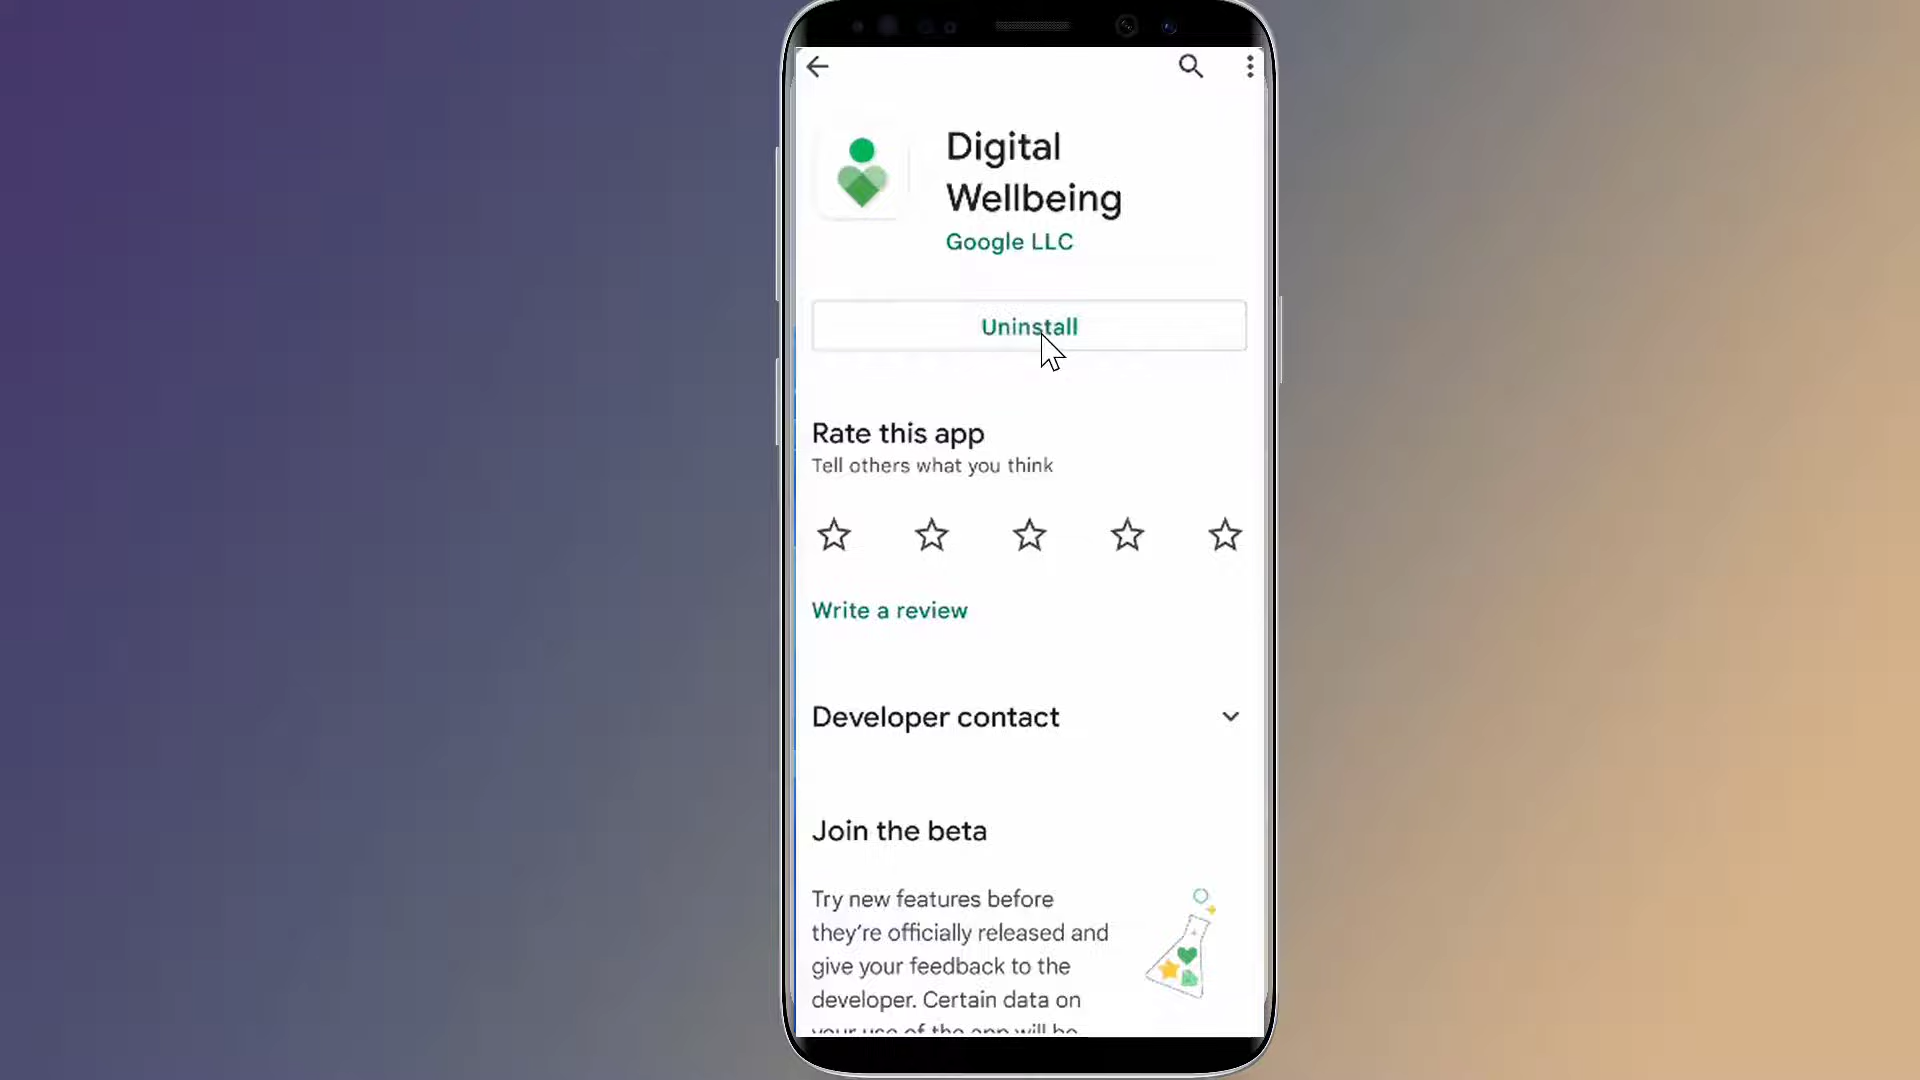 Digital
Wellbeing
Google LLC
Uninstall
Rate this app
Tell others what you think
Write a review
Developer contact
Join the beta
Try new features before
they're officially released and
give your feedback to the
developer. Certain data on
your use of the app will be